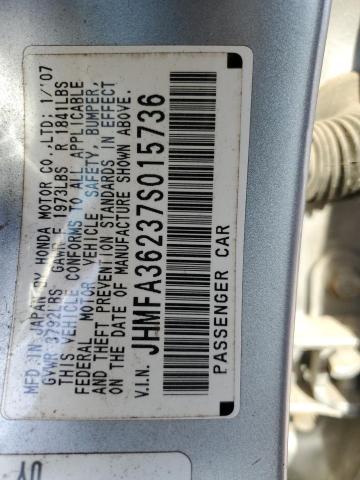 MFD. IN JAPAN BY HONDA MOTOR CO.,LTD; 1/'07
GVWR 3792LBS GAWR F 1973LBS R 1841LBS
THIS VEHICLE CONFORMS TO ALL APPLICABLE
FEDERAL MOTOR VEHICLE SAFETY, BUMPER,
AND THEFT PREVENTION STANDARDS IN EFFECT
ON THE DATE OF MANUFACTURE SHOWN ABOVE.
V.I.N. JHMFA36237S015736
PASSENGER CAR